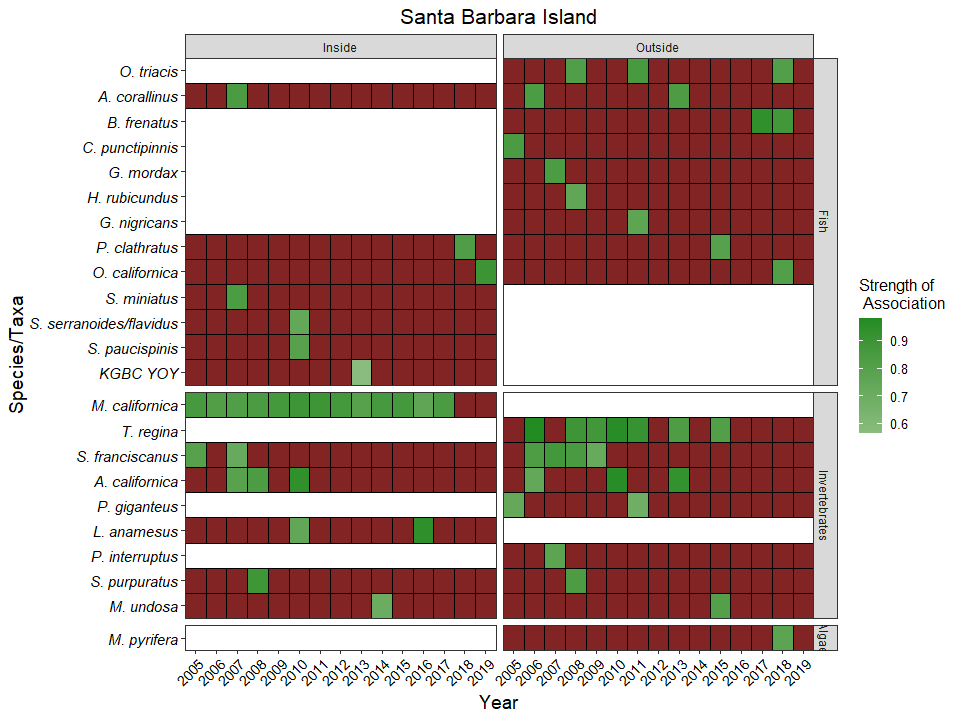 Santa Barbara Island
Inside
Outside
Species/Taxa
O. triacis
A. corallinus
B. frenatus
C. punctipinnis
G. mordax
H. rubicundus
G. nigricans
P. clathratus
O. californica
S. miniatus
S. serranoides/flavidus
S. paucispinis
KGBC YOY
M. californica
T. regina
S. franciscanus
A. californica
P. giganteus
L. anamesus
P. interruptus
S. purpuratus
M. undosa
M. pyrifera
Fish
Invertebrates
Algae
2005 2006 2007 2008 2009 2010 2011 2012 2013 2014 2015 2016 2017 2018 2019
2005 2006 2007 2008 2009 2010 2011 2012 2013 2014 2015 2016 2017 2018 2019
Year
Strength of
Association
0.9
0.8
0.7
0.6